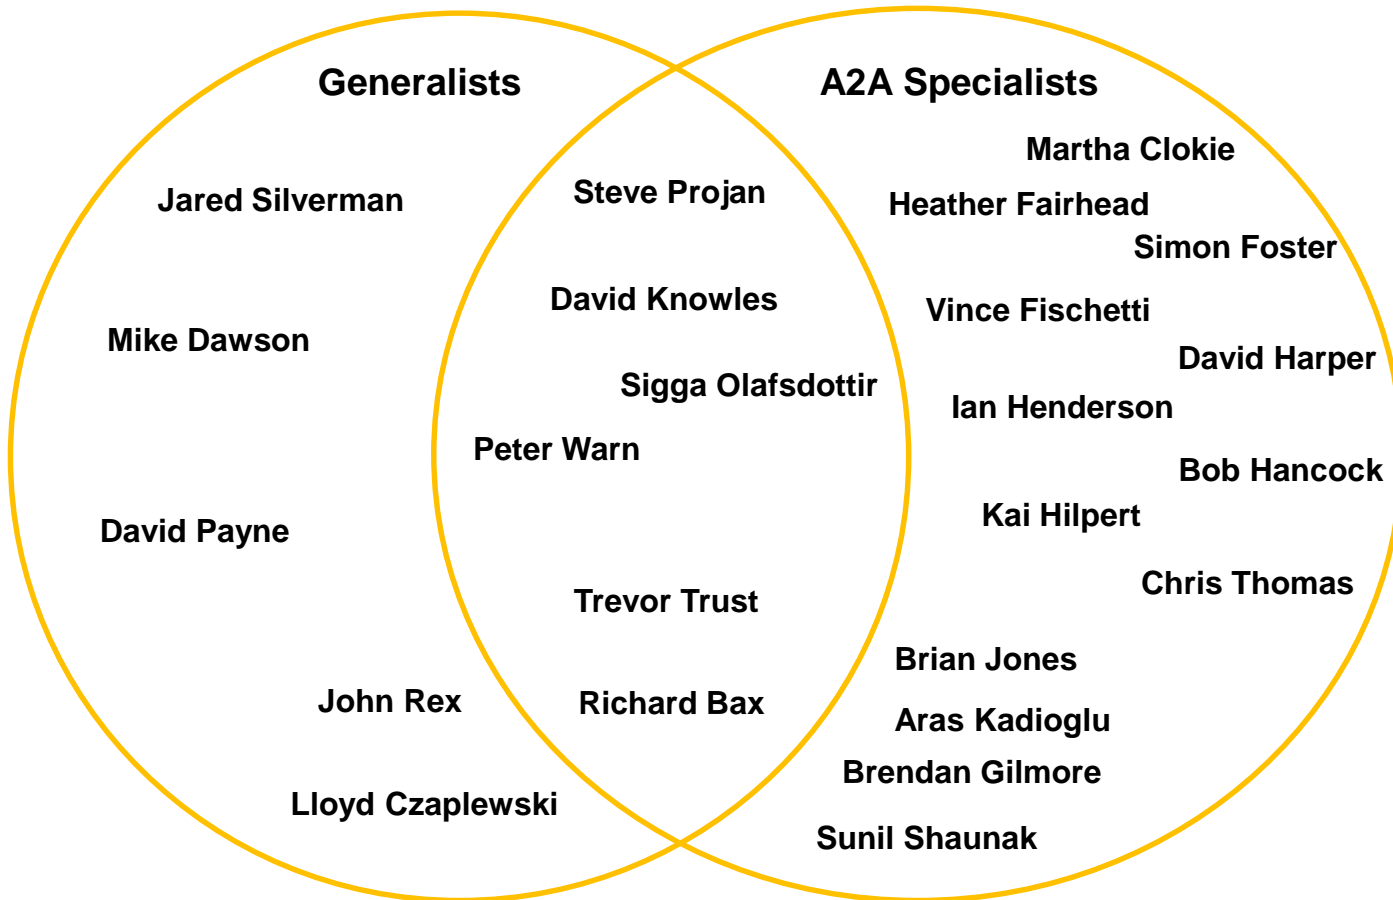 Generalists
A2A Specialists
Martha Clokie
Jared Silverman
Steve Projan
Heather Fairhead
Simon Foster
David Knowles
Vince Fischetti
Mike Dawson
David Harper
Sigga Olafsdottir
Ian Henderson
Peter Warn
Bob Hancock
David Payne
Kai Hilpert
Trevor Trust
Chris Thomas
Brian Jones
John Rex
Richard Bax
Aras Kadioglu
Brendan Gilmore
Lloyd Czaplewski
Sunil Shaunak